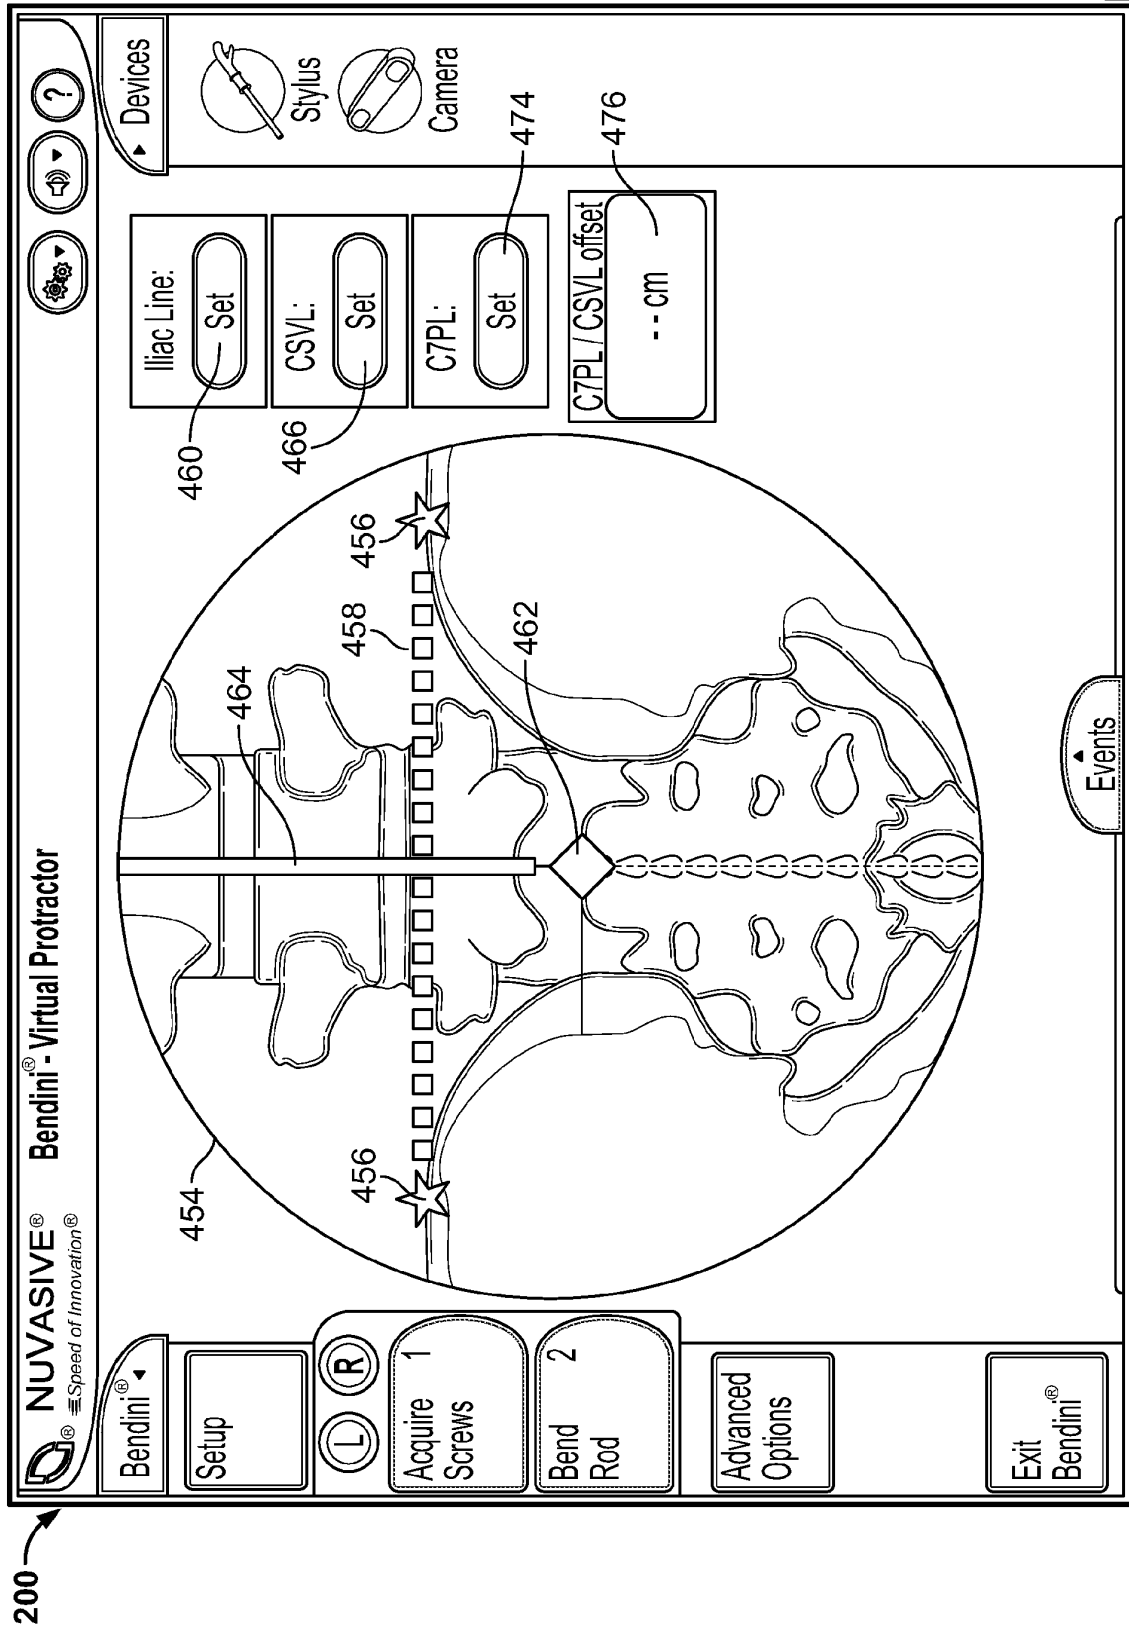 200
NUVASIVE®
Speed of Innovation®
Bendini® - Virtual Protractor
?
Bendini®
Setup
L R
Acquire 1
Screws
Bend 2
Rod
Advanced
Options
Exit
Bendini®
454
456
464
458
456
462
460
466
Iliac Line:
Set
CSVL:
Set
C7PL:
Set
C7PL / CSVL offset
- - cm
474
476
Devices
Stylus
Camera
Events